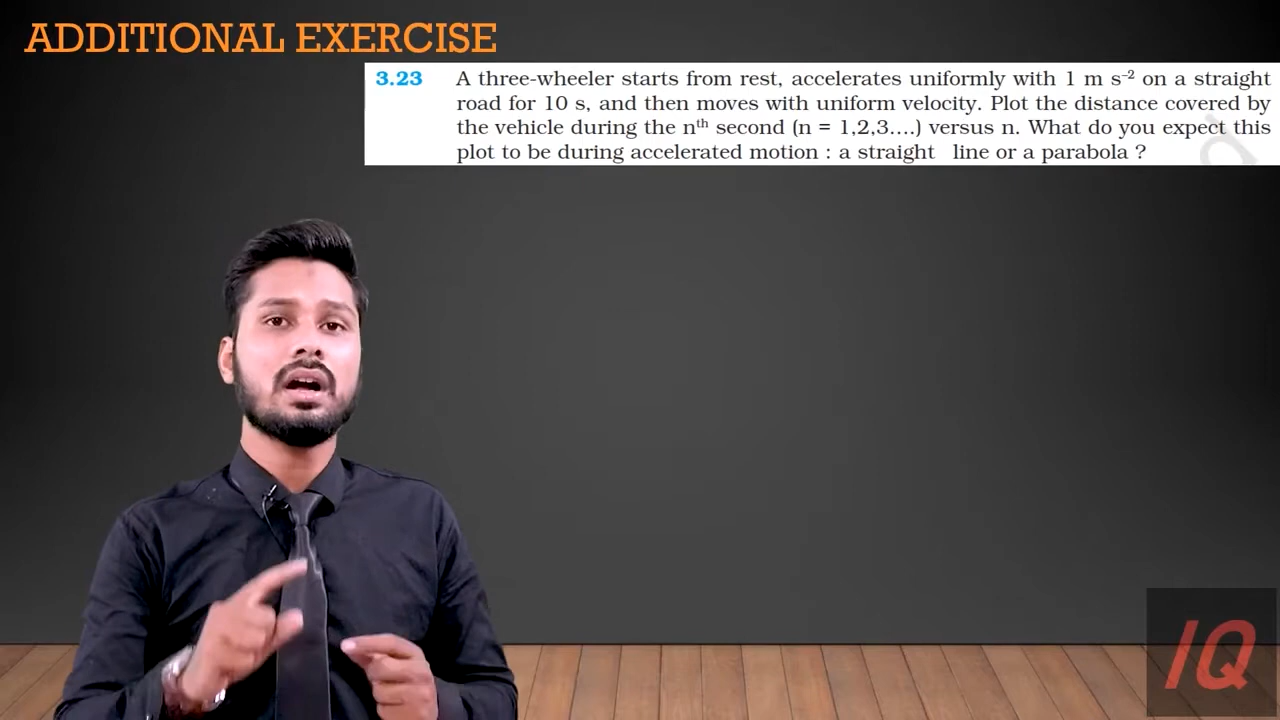 ADDITIONAL EXERCISE
3.23 A three-wheeler starts from rest, accelerates uniformly with 1 m s⁻² on a straight
road for 10 s, and then moves with uniform velocity. Plot the distance covered by
the vehicle during the nᵗʰ second (n = 1,2,3....) versus n. What do you expect this
plot to be during accelerated motion : a straight line or a parabola ?
IQ